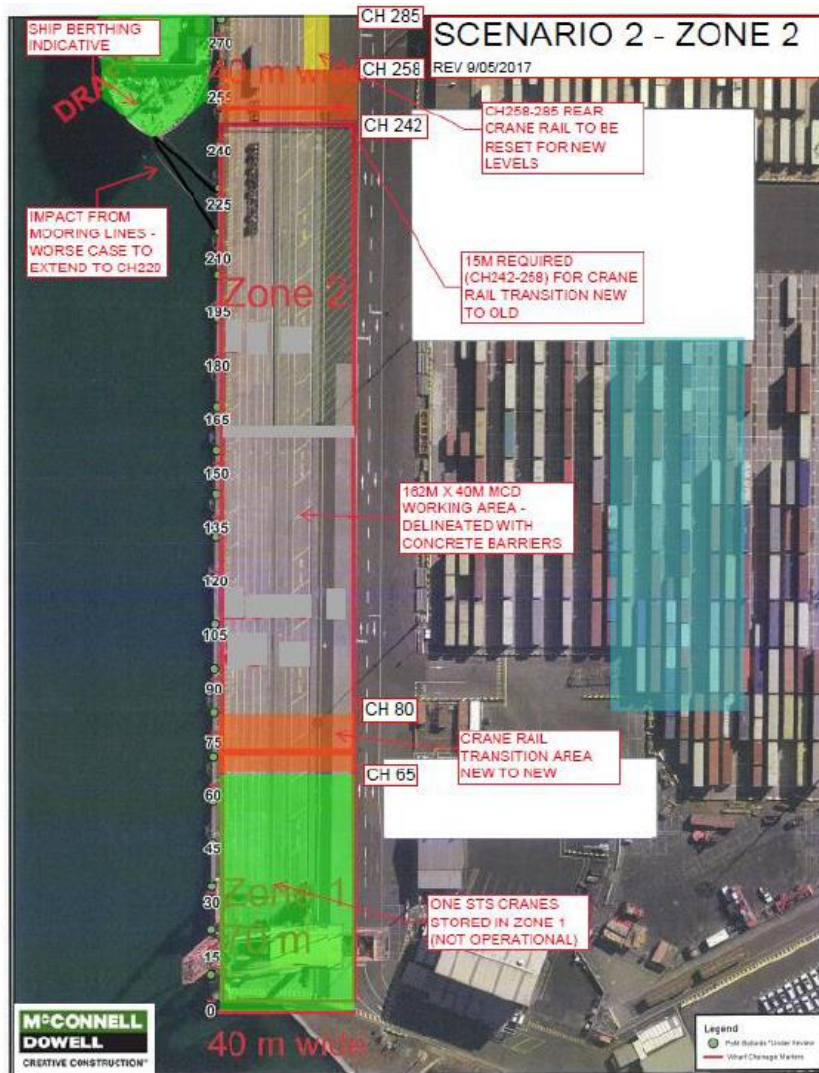 SCENARIO 2 - ZONE 2
REV 9/05/2017
SHIP BERTHING
INDICATIVE
CH 285
CH 258
CH 242
40 m wide
CH258-285 REAR
CRANE RAIL TO BE
RESET FOR NEW
LEVELS
IMPACT FROM
MOORING LINES -
WORSE CASE TO
EXTEND TO CH220
15M REQUIRED
(CH242-258) FOR CRANE
RAIL TRANSITION NEW
TO OLD
Zone 2
162M X 40M MCD
WORKING AREA -
DELINEATED WITH
CONCRETE BARRIERS
CH 80
CRANE RAIL
TRANSITION AREA
NEW TO NEW
CH 65
Zone 1
70 m
ONE STS CRANES
STORED IN ZONE 1
(NOT OPERATIONAL)
270
255
240
225
210
195
180
165
150
135
120
105
90
75
60
45
30
15
0
40 m wide
McCONNELL
DOWELL
CREATIVE CONSTRUCTION™
Legend
PoM Bollards *Under Review
Wharf Chainage Markers